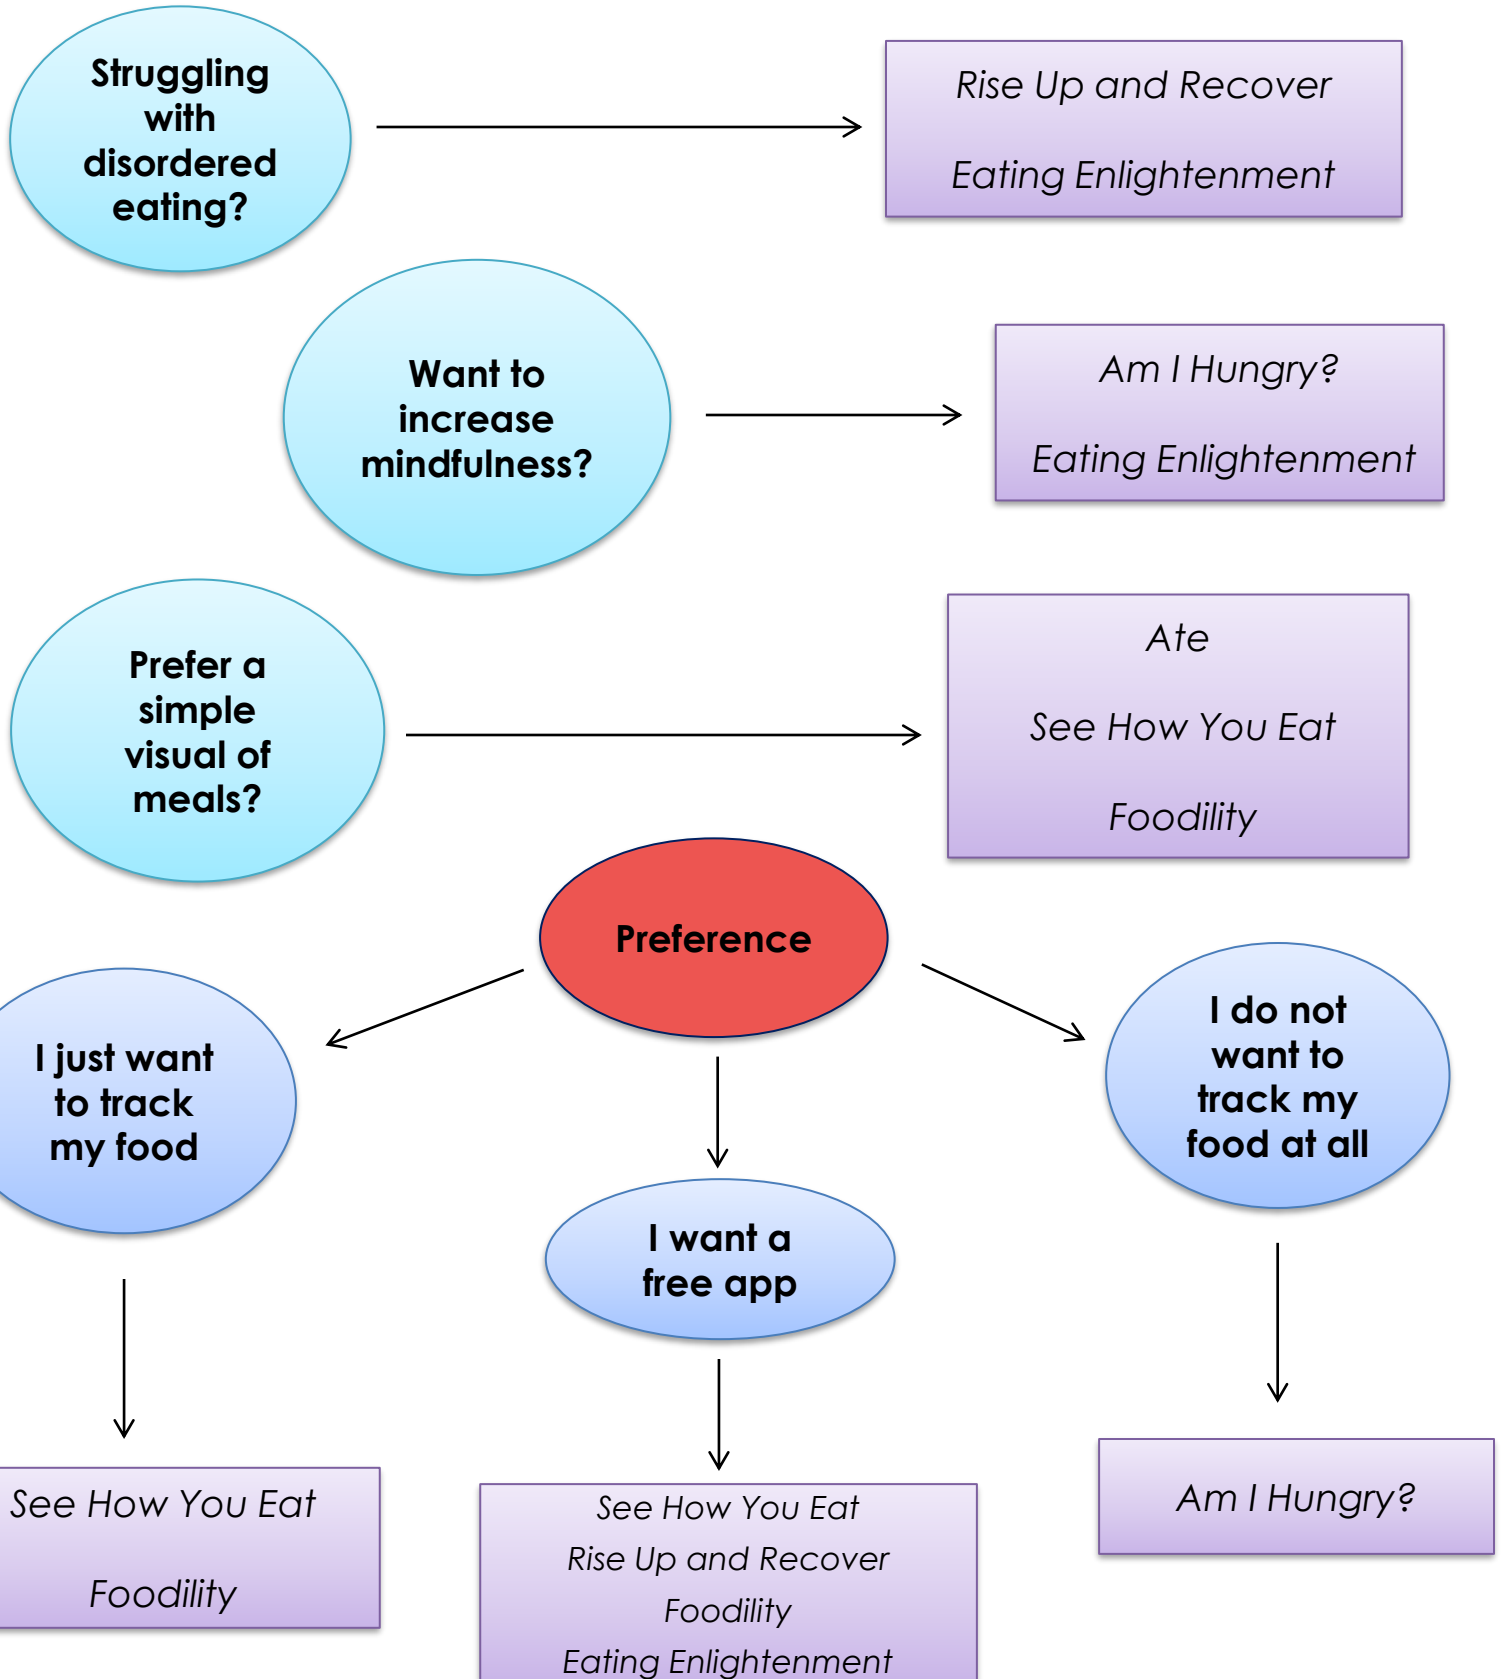 Struggling
with
disordered
eating?
Rise Up and Recover
Eating Enlightenment
Want to
increase
mindfulness?
Am I Hungry?
Eating Enlightenment
Prefer a
simple
visual of
meals?
Ate
See How You Eat
Foodility
Preference
I just want
to track
my food
I want a
free app
I do not
want to
track my
food at all
See How You Eat
Foodility
See How You Eat
Rise Up and Recover
Foodility
Eating Enlightenment
Am I Hungry?